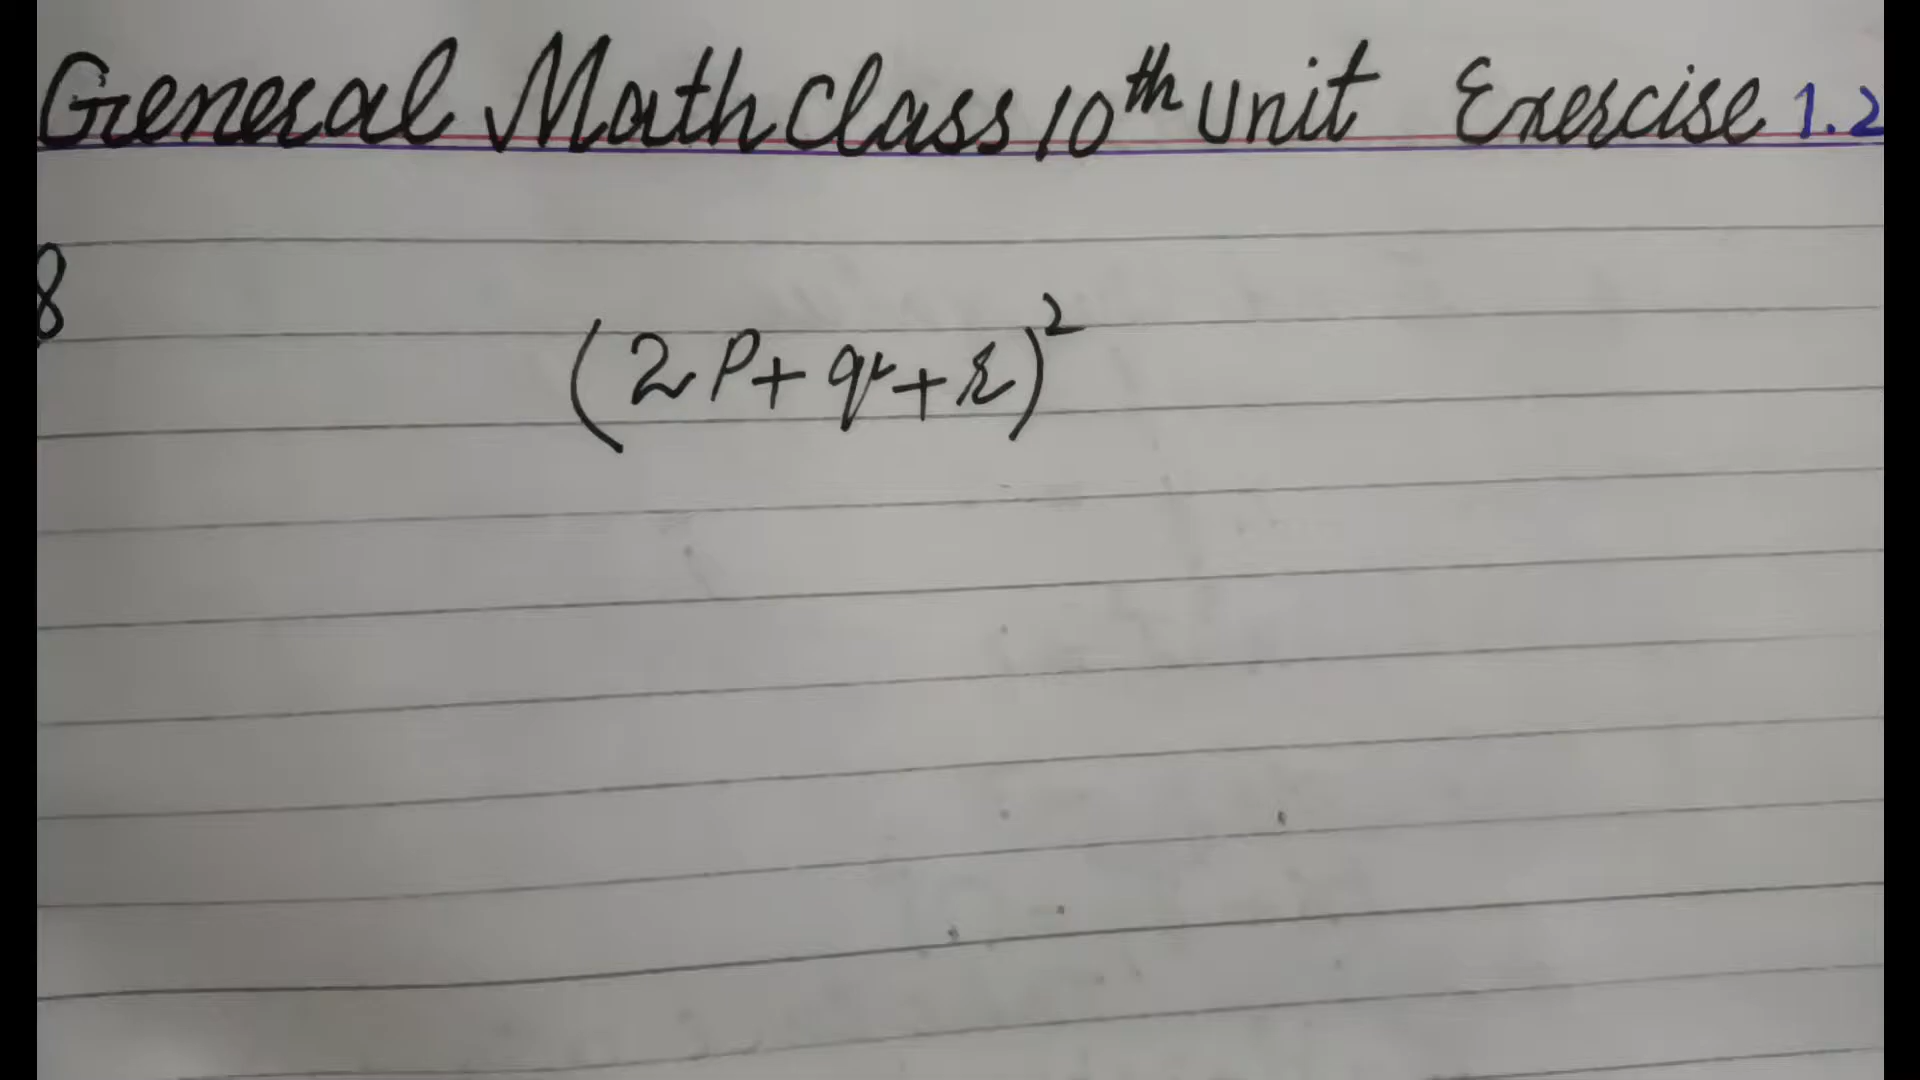 General Math Class 10th Unit Exercise 1.2
8
(2P+q+r)²